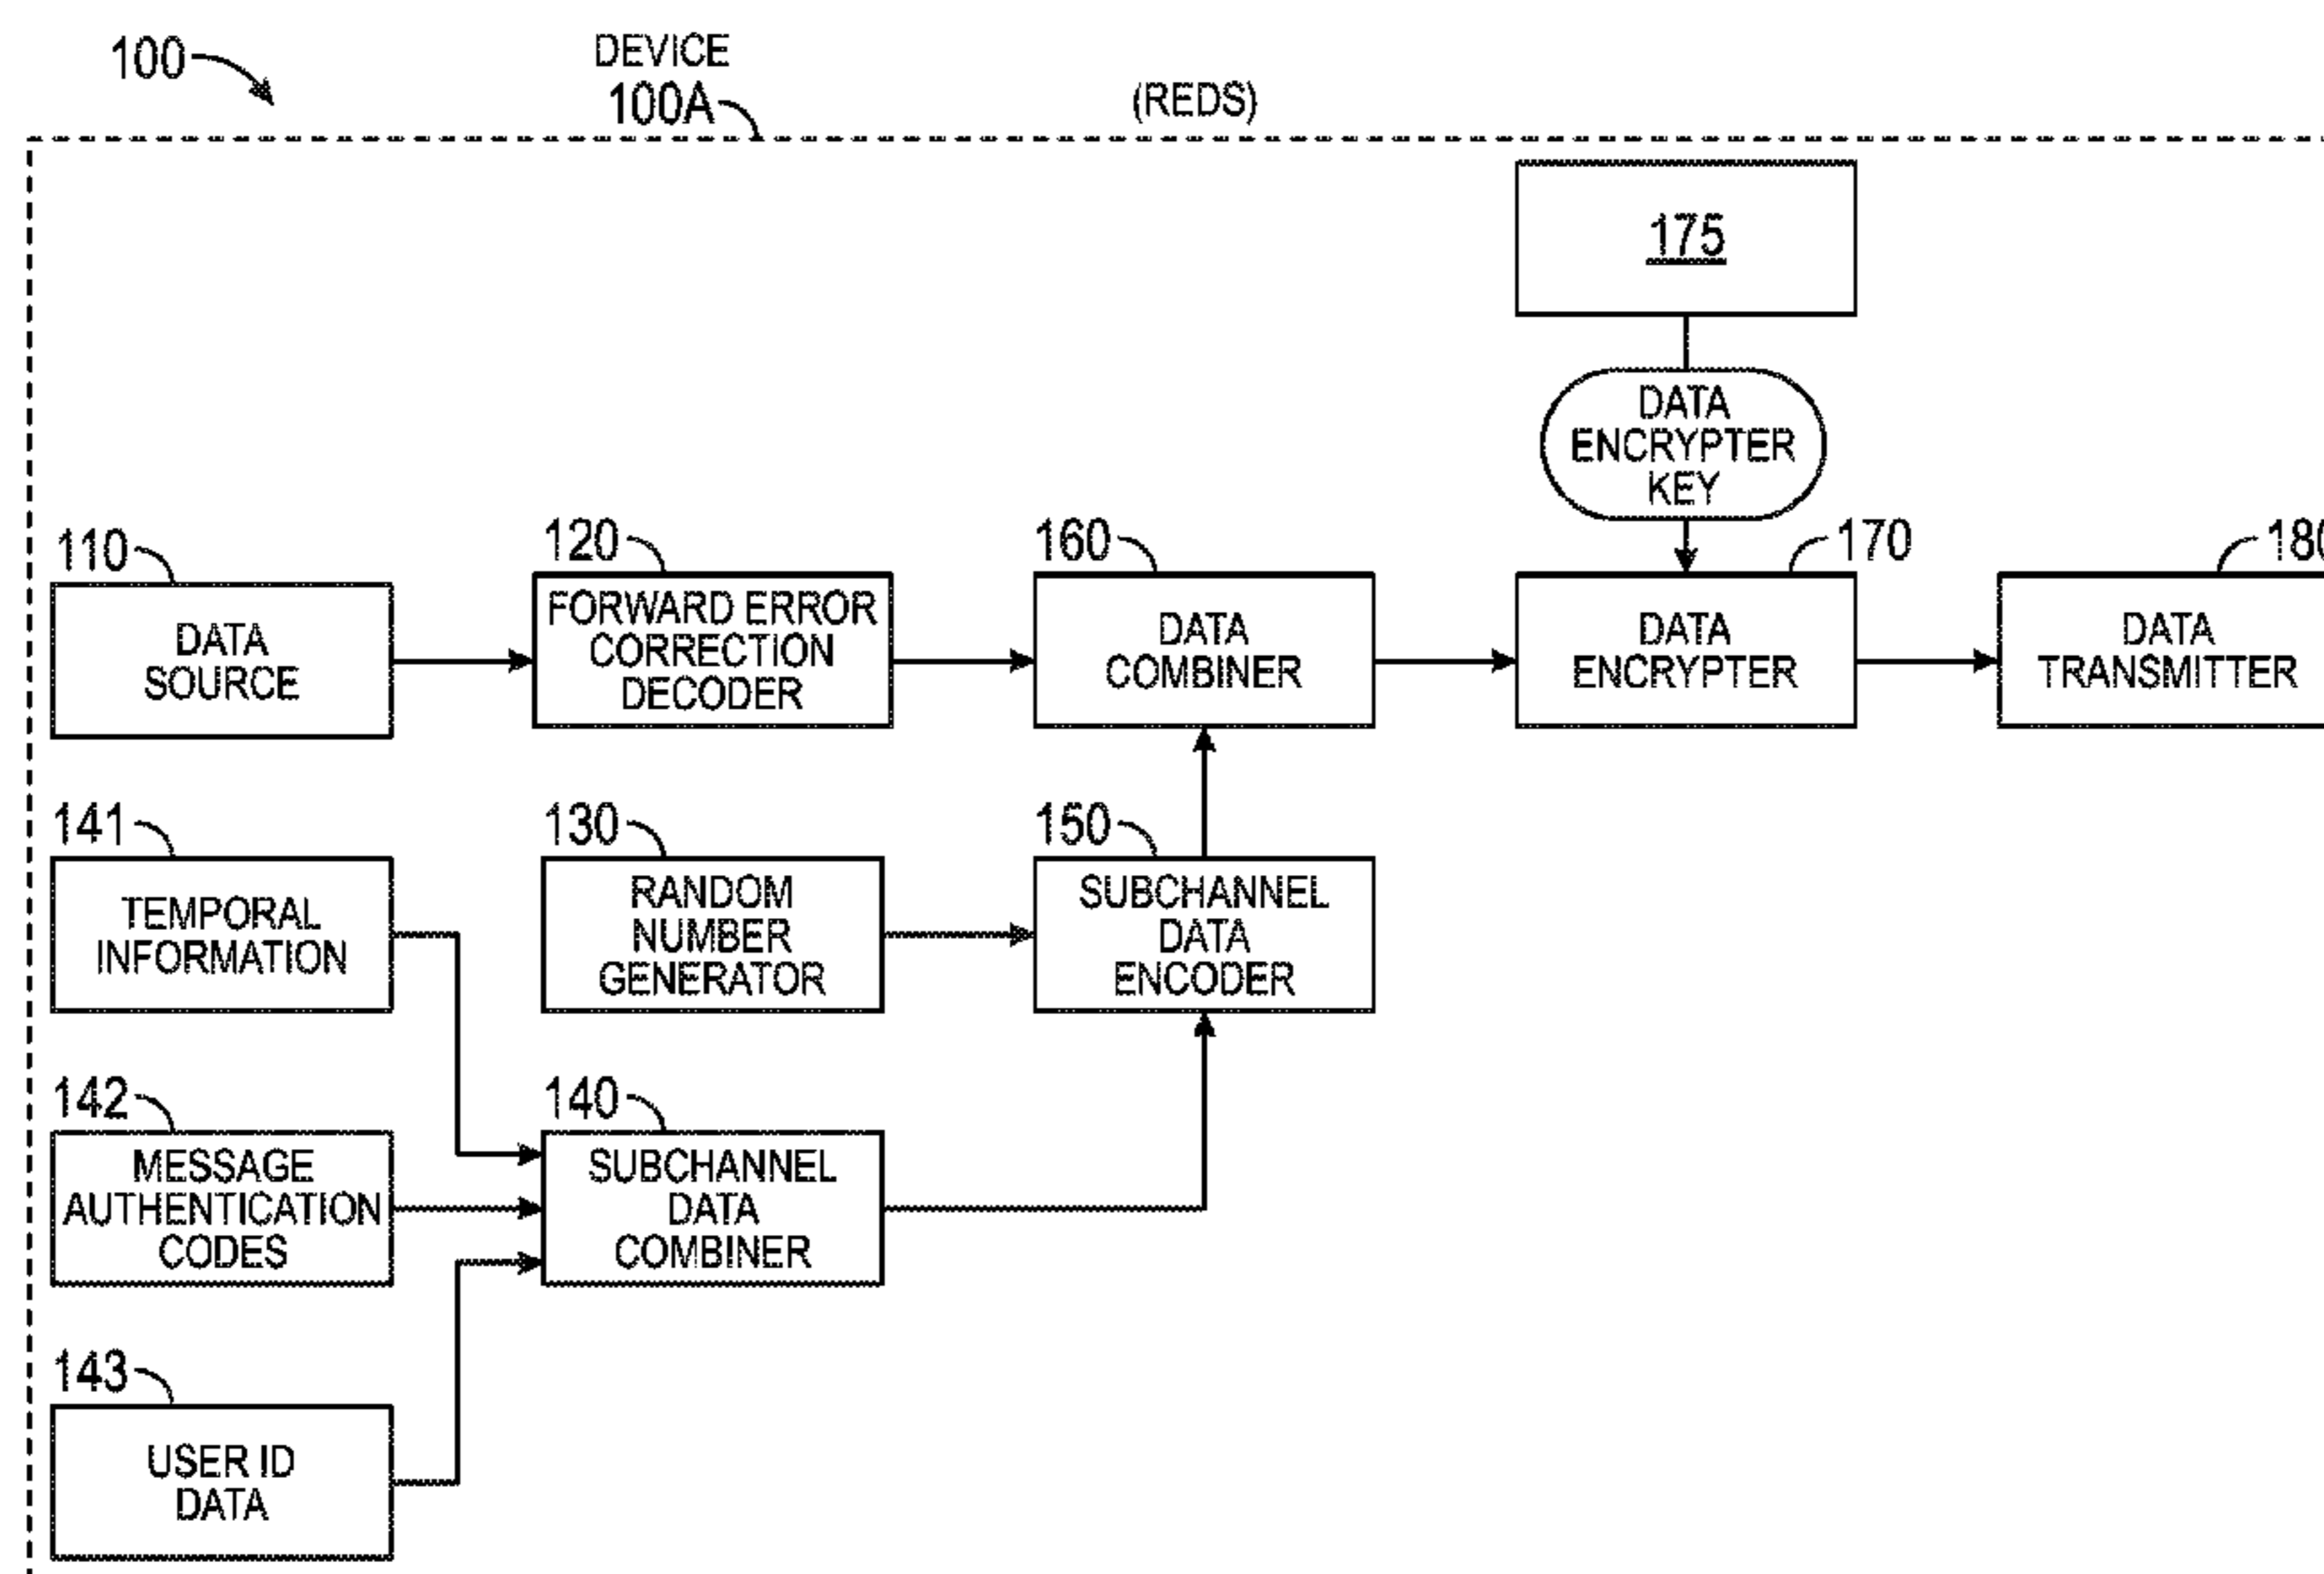 100
DEVICE
100A
(REDS)
175
DATA
ENCRYPTER
KEY
110
120
160
170
180
DATA
SOURCE
FORWARD ERROR
CORRECTION
DECODER
DATA
COMBINER
DATA
ENCRYPTER
DATA
TRANSMITTER
141
130
150
TEMPORAL
INFORMATION
RANDOM
NUMBER
GENERATOR
SUBCHANNEL
DATA
ENCODER
142
140
MESSAGE
AUTHENTICATION
CODES
SUBCHANNEL
DATA
COMBINER
143
USER ID
DATA